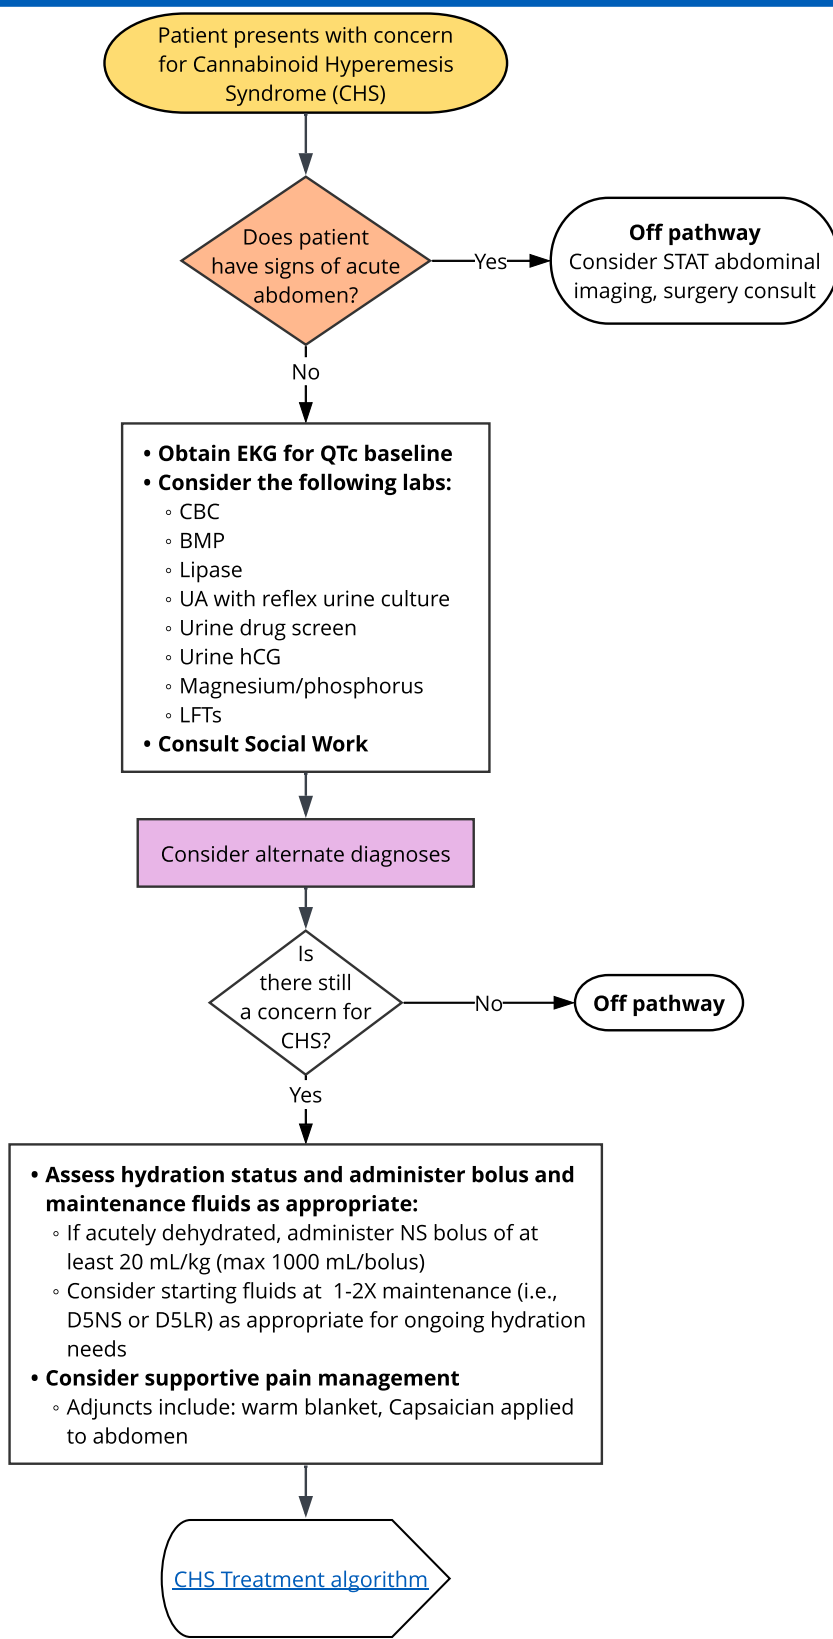 Patient presents with concern
for Cannabinoid Hyperemesis
Syndrome (CHS)
Does patient
have signs of acute
abdomen?
Yes
Off pathway
Consider STAT abdominal
imaging, surgery consult
No
• Obtain EKG for QTc baseline
• Consider the following labs:
◦ CBC
◦ BMP
◦ Lipase
◦ UA with reflex urine culture
◦ Urine drug screen
◦ Urine hCG
◦ Magnesium/phosphorus
◦ LFTs
• Consult Social Work
Consider alternate diagnoses
Is
there still
a concern for
CHS?
No
Off pathway
Yes
• Assess hydration status and administer bolus and
maintenance fluids as appropriate:
◦ If acutely dehydrated, administer NS bolus of at
least 20 mL/kg (max 1000 mL/bolus)
◦ Consider starting fluids at 1-2X maintenance (i.e.,
D5NS or D5LR) as appropriate for ongoing hydration
needs
• Consider supportive pain management
◦ Adjuncts include: warm blanket, Capsaician applied
to abdomen
CHS Treatment algorithm